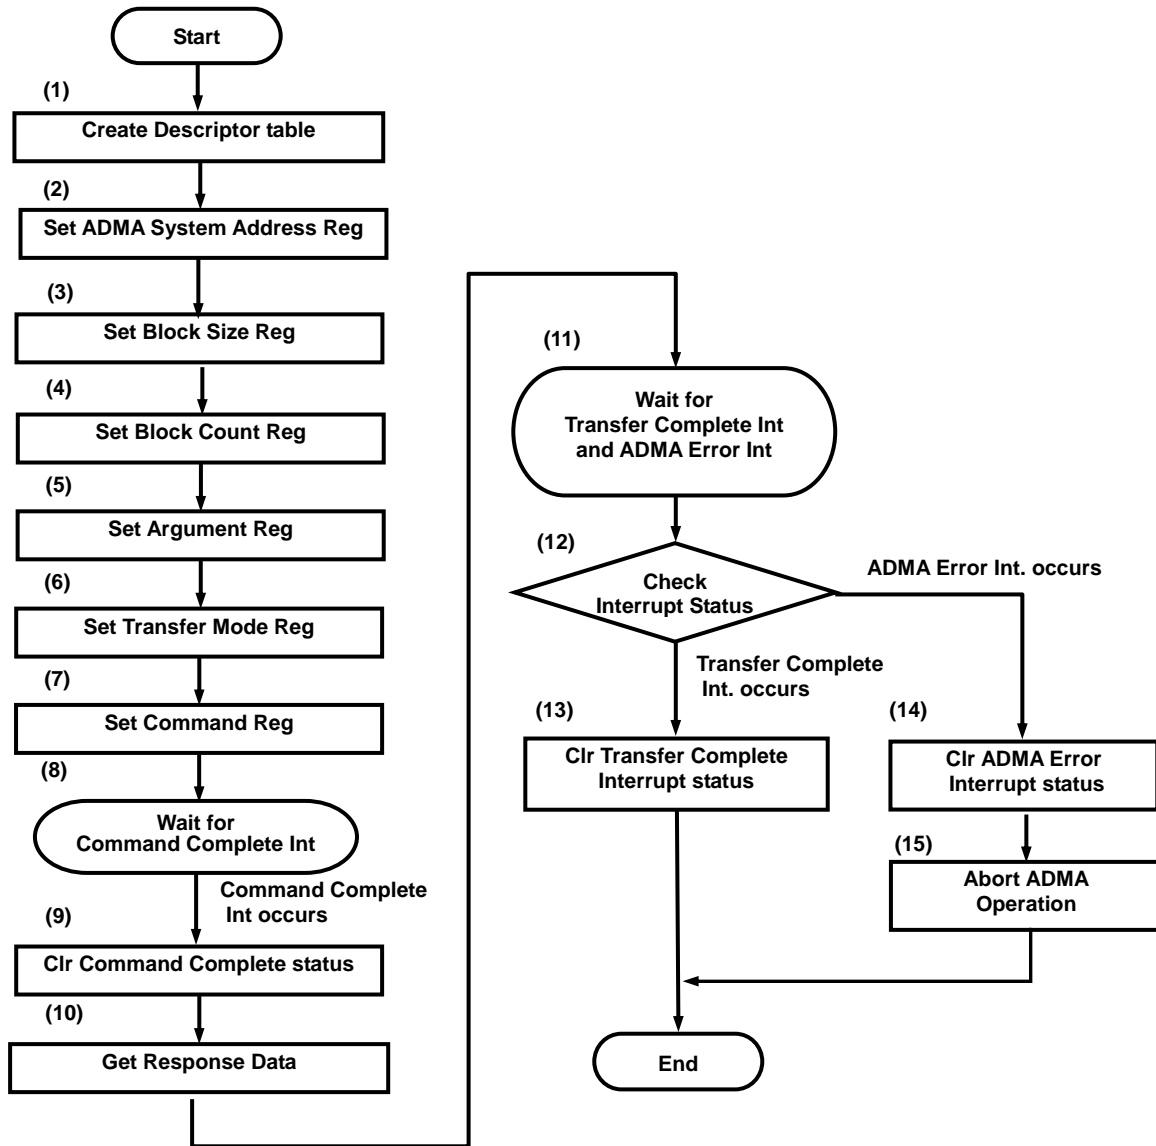 Start
(1)
Create Descriptor table
(2)
Set ADMA System Address Reg
(3)
Set Block Size Reg
(4)
Set Block Count Reg
(5)
Set Argument Reg
(6)
Set Transfer Mode Reg
(7)
Set Command Reg
(8)
Wait for
Command Complete Int
Command Complete
Int occurs
(9)
Clr Command Complete status
(10)
Get Response Data
(11)
Wait for
Transfer Complete Int
and ADMA Error Int
(12)
Check
Interrupt Status
ADMA Error Int. occurs
Transfer Complete
Int. occurs
(13)
Clr Transfer Complete
Interrupt status
(14)
Clr ADMA Error
Interrupt status
(15)
Abort ADMA
Operation
End